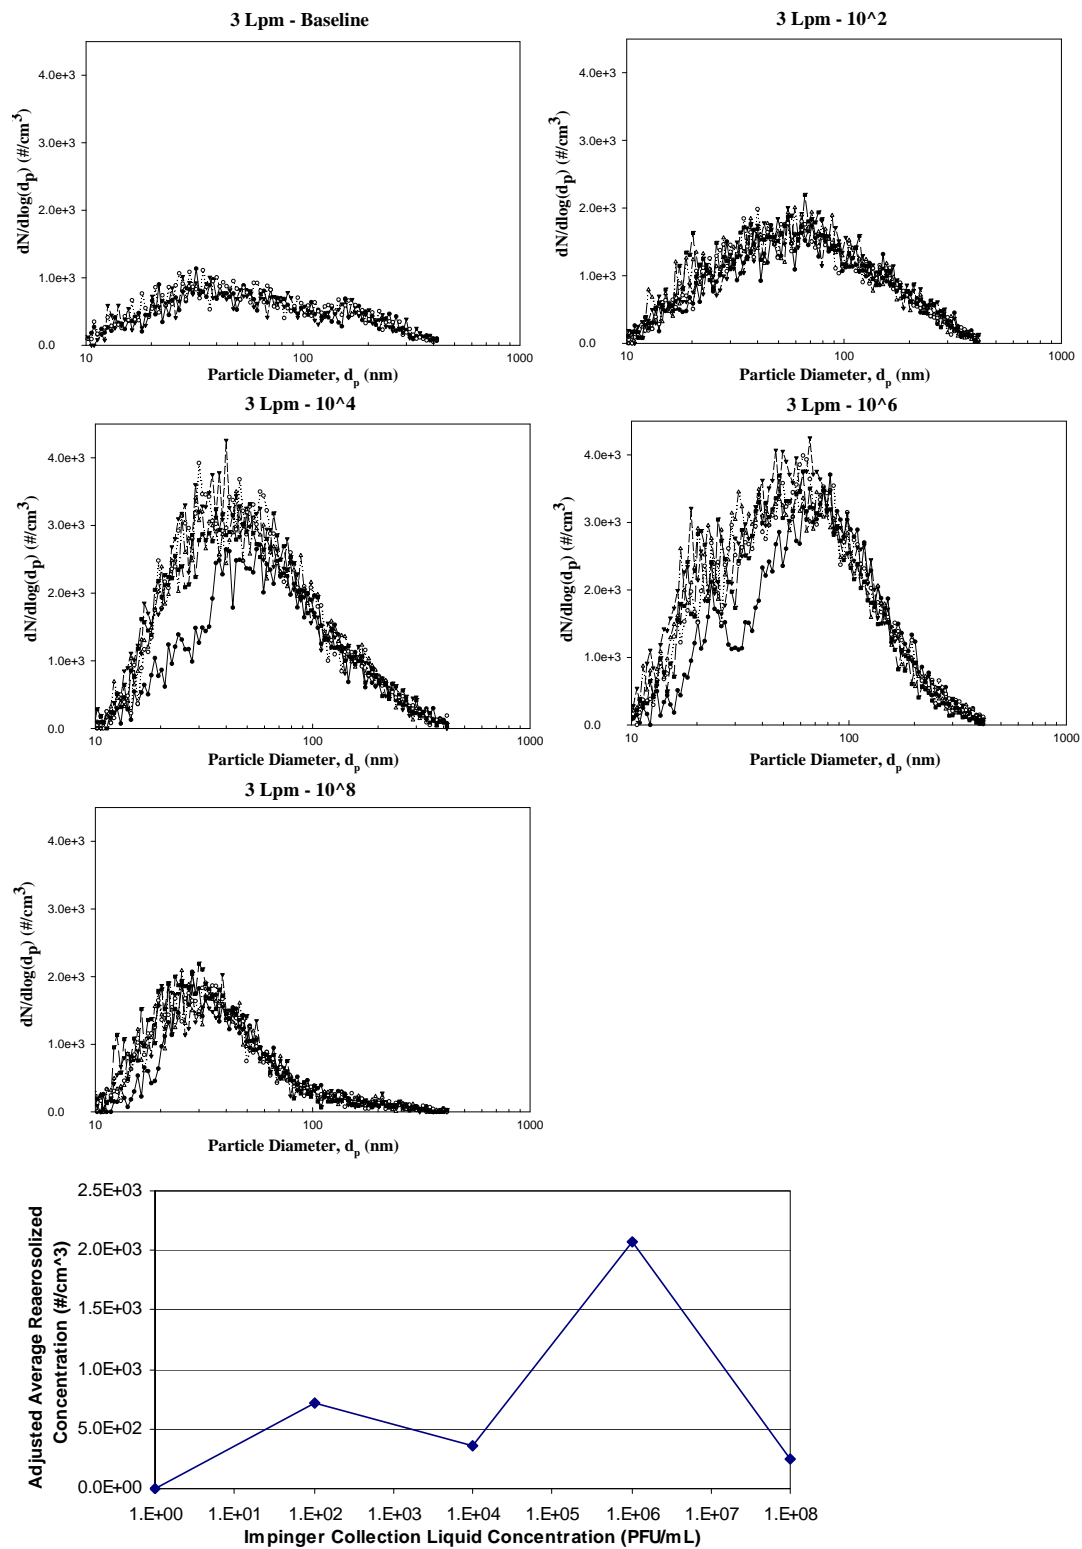 3 Lpm - Baseline
dN/dlog(dp) (#/cm3)
4.0e+3
3.0e+3
2.0e+3
1.0e+3
0.0
10
100
1000
Particle Diameter, dp (nm)
3 Lpm - 10^2
dN/dlog(dp) (#/cm3)
4.0e+3
3.0e+3
2.0e+3
1.0e+3
0.0
10
100
1000
Particle Diameter, dp (nm)
3 Lpm - 10^4
dN/dlog(dp) (#/cm3)
4.0e+3
3.0e+3
2.0e+3
1.0e+3
0.0
10
100
1000
Particle Diameter, dp (nm)
3 Lpm - 10^6
dN/dlog(dp) (#/cm3)
4.0e+3
3.0e+3
2.0e+3
1.0e+3
0.0
10
100
1000
Particle Diameter, dp (nm)
3 Lpm - 10^8
dN/dlog(dp) (#/cm3)
4.0e+3
3.0e+3
2.0e+3
1.0e+3
0.0
10
100
1000
Particle Diameter, dp (nm)
Adjusted Average Reaerosolized
Concentration (#/cm^3)
2.5E+03
2.0E+03
1.5E+03
1.0E+03
5.0E+02
0.0E+00
1.E+00
1.E+01
1.E+02
1.E+03
1.E+04
1.E+05
1.E+06
1.E+07
1.E+08
Impinger Collection Liquid Concentration (PFU/mL)